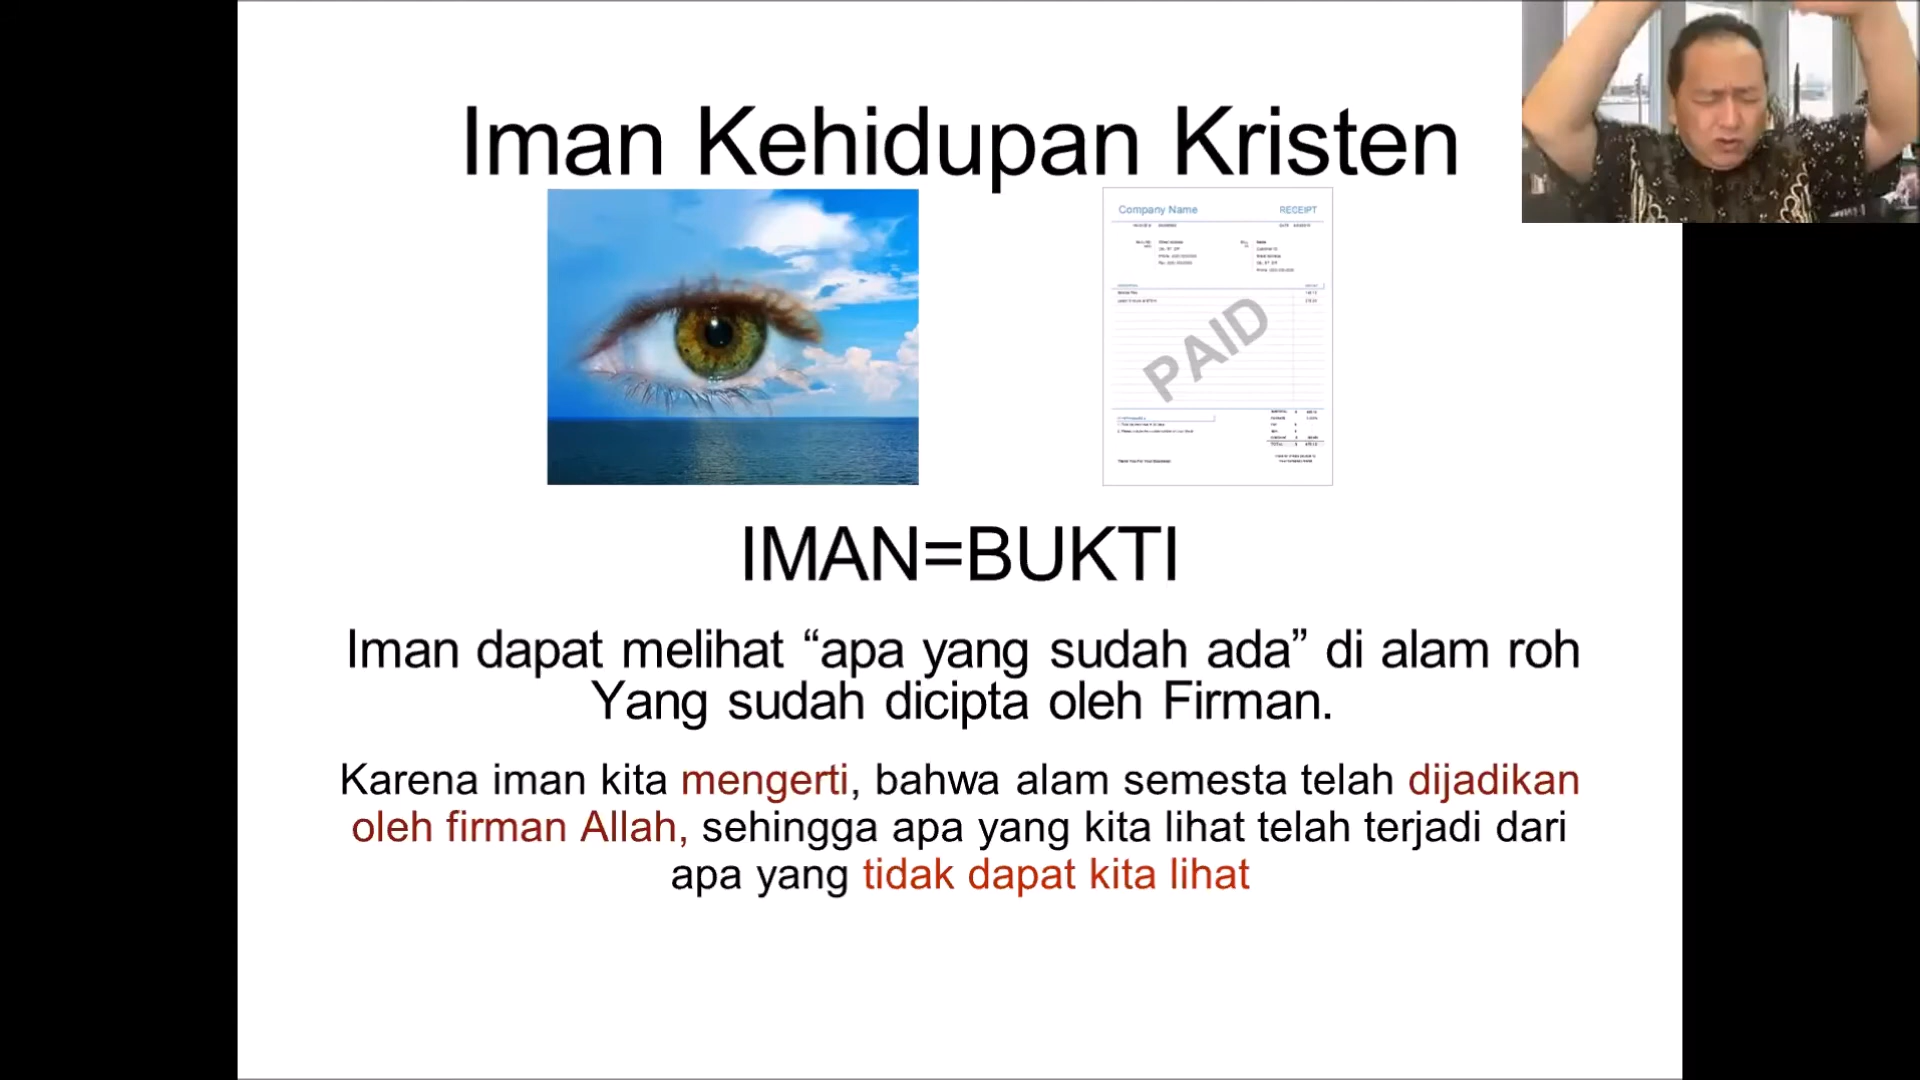 Iman Kehidupan Kristen
Company Name
RECEIPT
PAID
IMAN=BUKTI
Iman dapat melihat “apa yang sudah ada” di alam roh
Yang sudah dicipta oleh Firman.
Karena iman kita mengerti, bahwa alam semesta telah dijadikan
oleh firman Allah, sehingga apa yang kita lihat telah terjadi dari
apa yang tidak dapat kita lihat